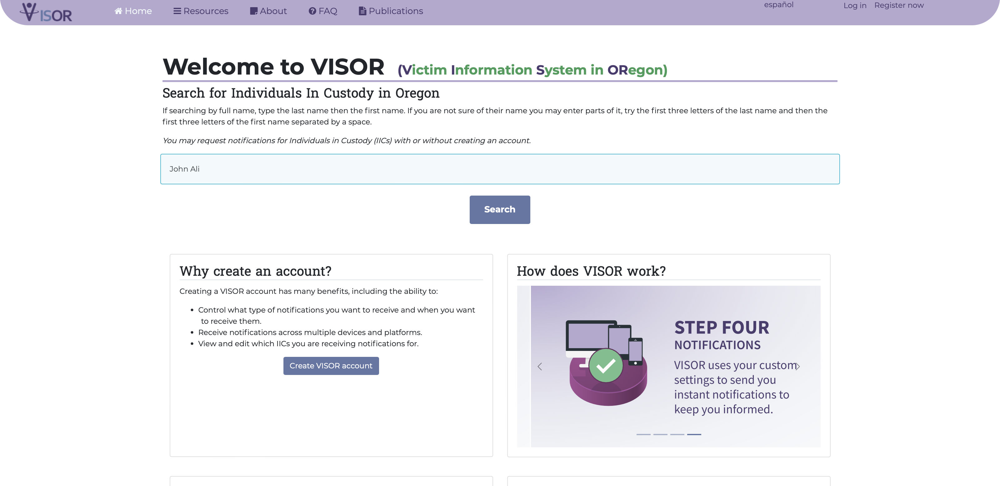 VISOR
Home
Resources
About
FAQ
Publications
español
Log in
Register now
Welcome to VISOR (Victim Information System in ORegon)
Search for Individuals In Custody in Oregon
If searching by full name, type the last name then the first name. If you are not sure of their name you may enter parts of it, try the first three letters of the last name and then the
first three letters of the first name separated by a space.
You may request notifications for Individuals in Custody (IICs) with or without creating an account.
John Ali
Search
Why create an account?
Creating a VISOR account has many benefits, including the ability to:
Control what type of notifications you want to receive and when you want
to receive them.
Receive notifications across multiple devices and platforms.
View and edit which IICs you are receiving notifications for.
Create VISOR account
How does VISOR work?
STEP FOUR
NOTIFICATIONS
VISOR uses your custom
settings to send you
instant notifications to
keep you informed.